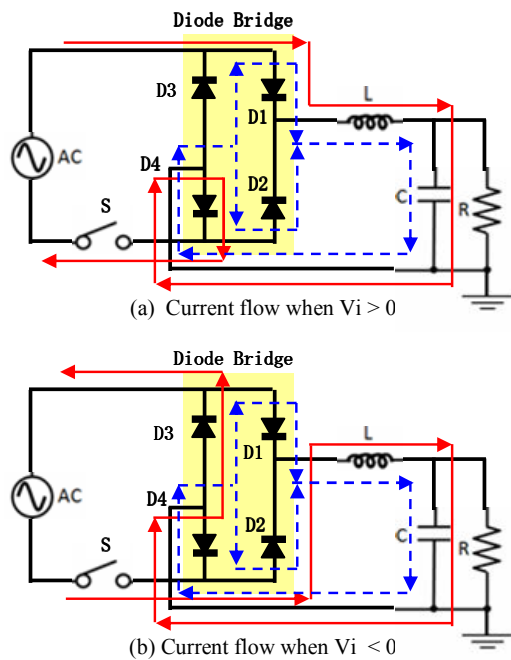 Diode Bridge
D3
L
D1
AC
D4
D2
S
C
R
(a) Current flow when Vi > 0
Diode Bridge
D3
L
D1
AC
D4
D2
S
C
R
(b) Current flow when Vi < 0